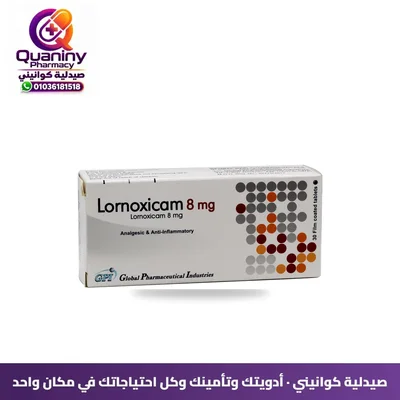 Quaniny
Pharmacy
صيدلية كوانيني
01036181518
Lornoxicam 8 mg
Lornoxicam 8 mg
Analgesic & Anti-Inflammatory
30 Film coated tablets
GPI
Global Pharmaceutical Industries
صيدلية كوانيني - أدويتك وتأمينك وكل احتياجاتك في مكان واحد